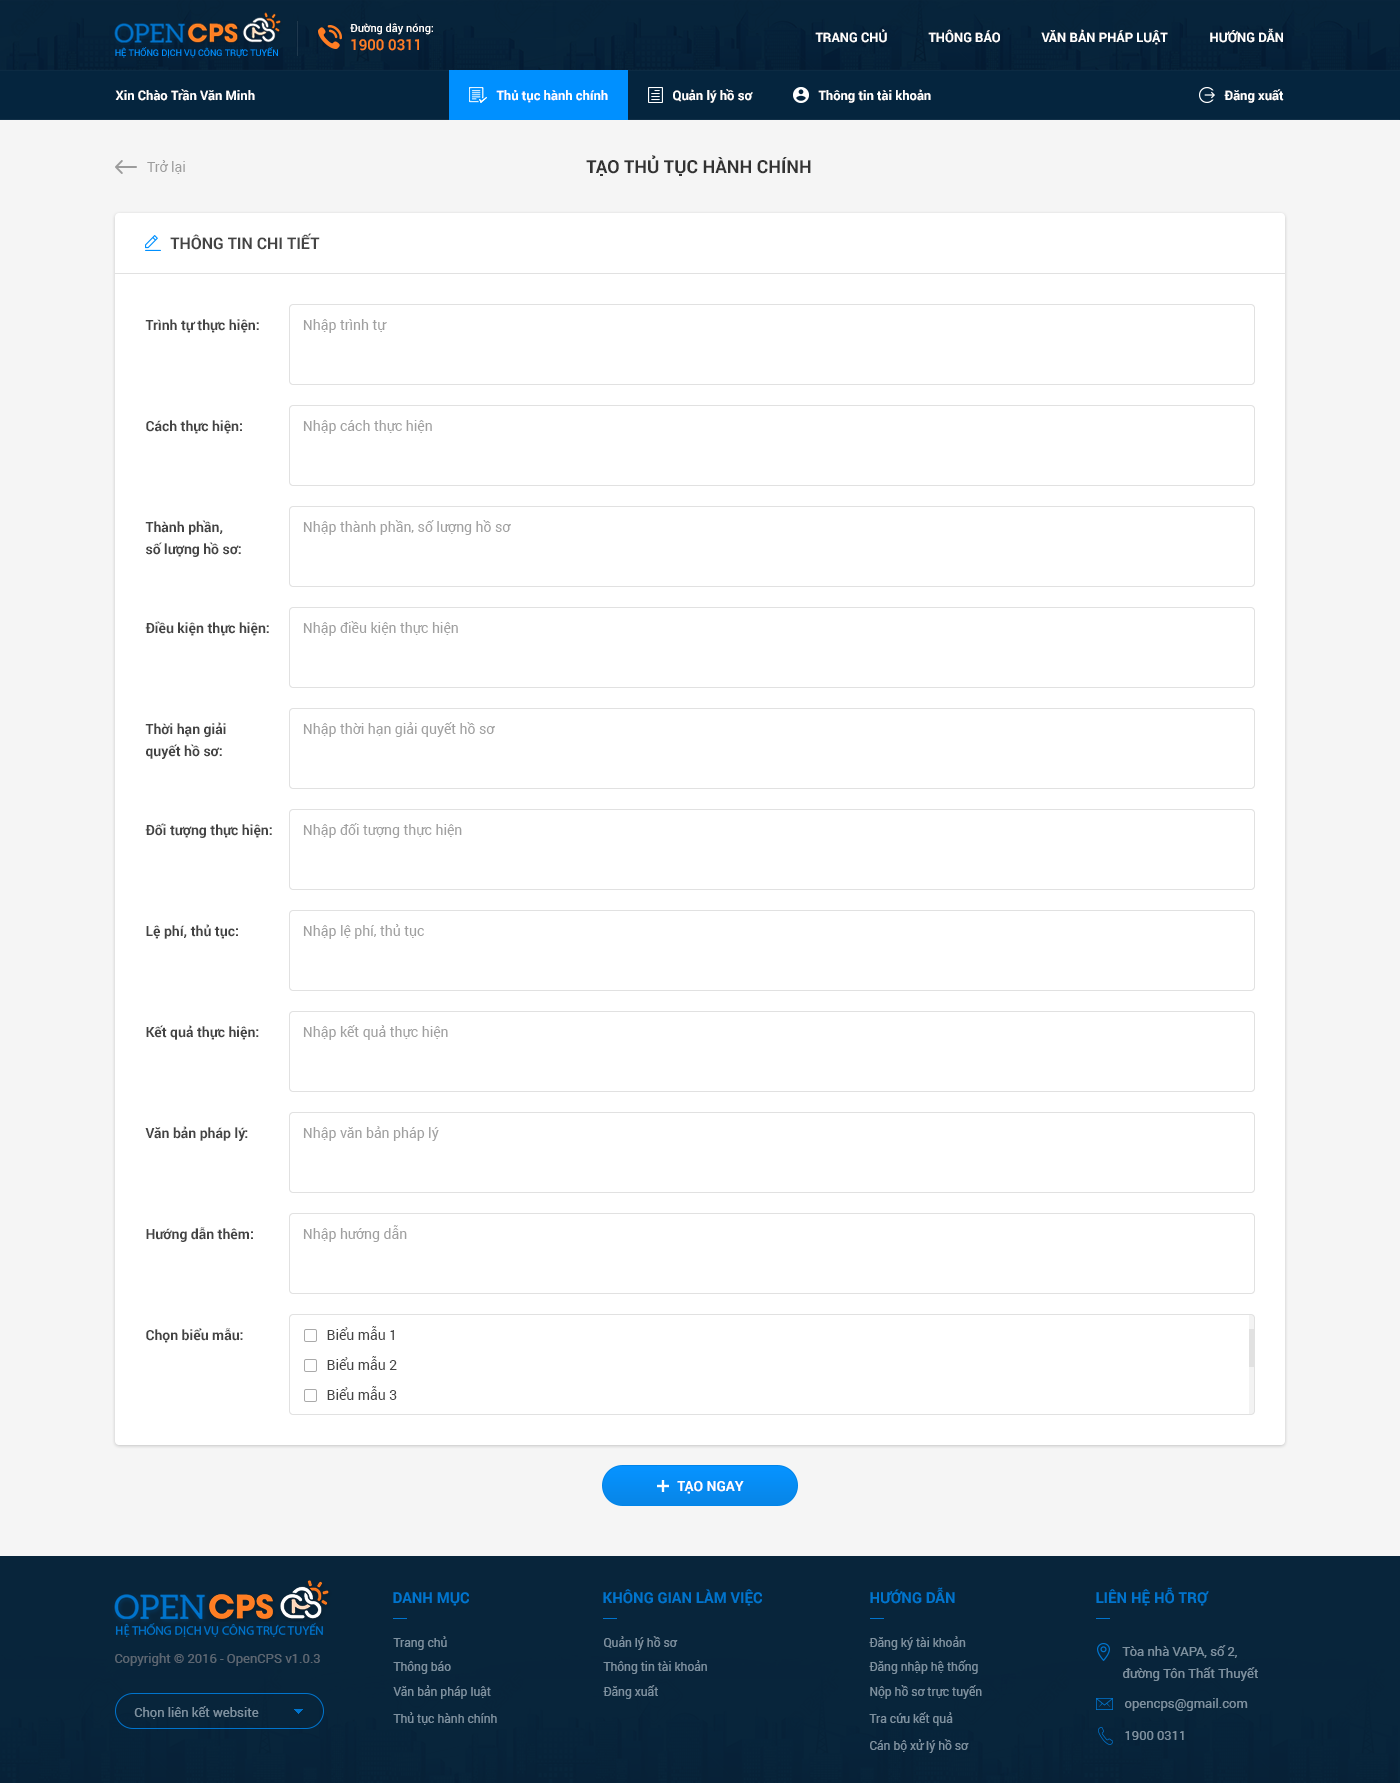 OPENCPS
HỆ THỐNG DỊCH VỤ CÔNG TRỰC TUYẾN
Đường dây nóng:
1900 0311
TRANG CHỦ
THÔNG BÁO
VĂN BẢN PHÁP LUẬT
HƯỚNG DẪN
Xin Chào Trần Văn Minh
Thủ tục hành chính
Quản lý hồ sơ
Thông tin tài khoản
Đăng xuất
Trở lại
TẠO THỦ TỤC HÀNH CHÍNH
THÔNG TIN CHI TIẾT
Trình tự thực hiện:
Nhập trình tự
Cách thực hiện:
Nhập cách thực hiện
Thành phần,
số lượng hồ sơ:
Nhập thành phần, số lượng hồ sơ
Điều kiện thực hiện:
Nhập điều kiện thực hiện
Thời hạn giải
quyết hồ sơ:
Nhập thời hạn giải quyết hồ sơ
Đối tượng thực hiện:
Nhập đối tượng thực hiện
Lệ phí, thủ tục:
Nhập lệ phí, thủ tục
Kết quả thực hiện:
Nhập kết quả thực hiện
Văn bản pháp lý:
Nhập văn bản pháp lý
Hướng dẫn thêm:
Nhập hướng dẫn
Chọn biểu mẫu:
Biểu mẫu 1
Biểu mẫu 2
Biểu mẫu 3
+ TẠO NGAY
OPENCPS
HỆ THỐNG DỊCH VỤ CÔNG TRỰC TUYẾN
Copyright © 2016 - OpenCPS v1.0.3
Chọn liên kết website
DANH MỤC
Trang chủ
Thông báo
Văn bản pháp luật
Thủ tục hành chính
KHÔNG GIAN LÀM VIỆC
Quản lý hồ sơ
Thông tin tài khoản
Đăng xuất
HƯỚNG DẪN
Đăng ký tài khoản
Đăng nhập hệ thống
Nộp hồ sơ trực tuyến
Tra cứu kết quả
Cán bộ xử lý hồ sơ
LIÊN HỆ HỖ TRỢ
Tòa nhà VAPA, số 2,
đường Tôn Thất Thuyết
opencps@gmail.com
1900 0311